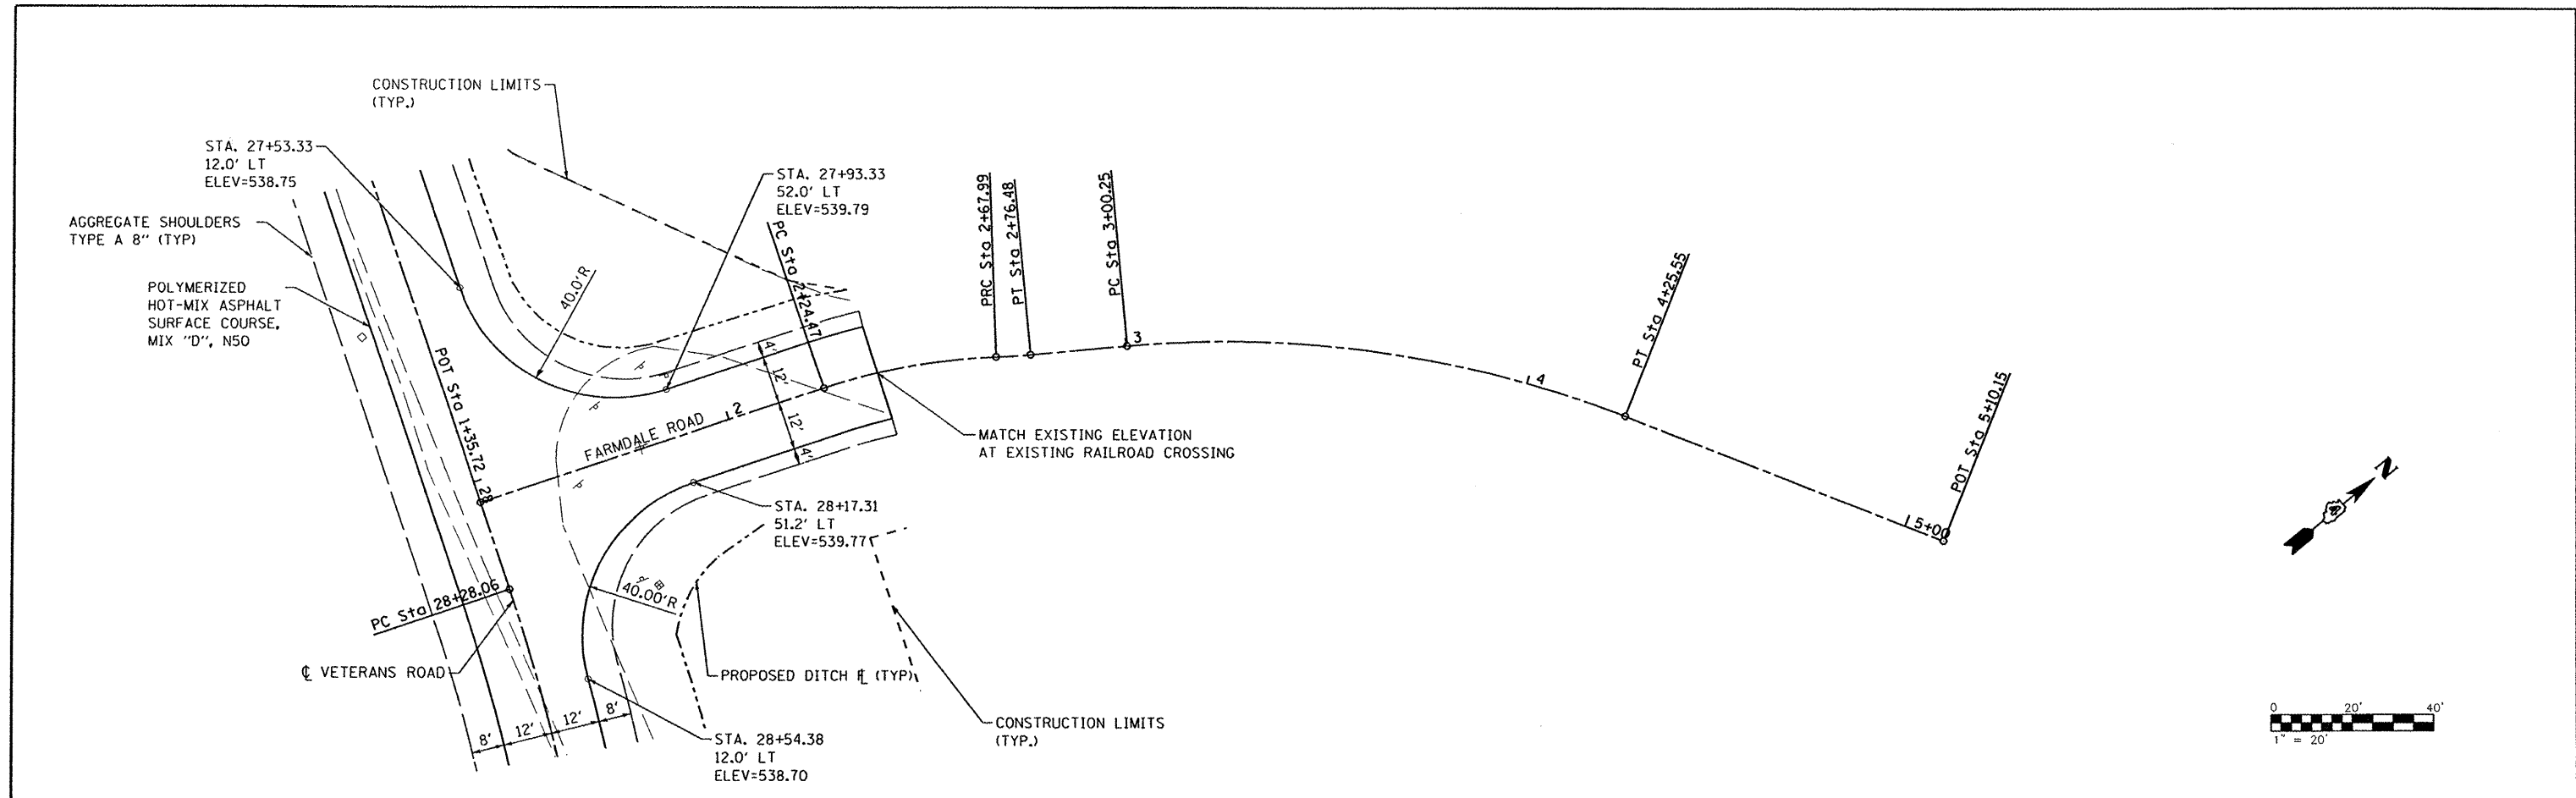 CONSTRUCTION LIMITS
(TYP.)
STA. 27+53.33
12.0' LT
ELEV=538.75
STA. 27+93.33
52.0' LT
ELEV=539.79
AGGREGATE SHOULDERS
TYPE A 8" (TYP)
POLYMERIZED
HOT-MIX ASPHALT
SURFACE COURSE,
MIX "D", N50
40.0'R
PC Sta 2+24.47
PRC Sta 2+67.99
PT Sta 2+76.48
PC Sta 3+00.25
3
4
PT Sta 4+25.55
5+00
POT Sta 5+10.15
POT Sta 1+35.72
28
FARMDALE ROAD
2
4'
12'
12'
4'
MATCH EXISTING ELEVATION
AT EXISTING RAILROAD CROSSING
STA. 28+17.31
51.2' LT
ELEV=539.77
40.00'R
PC Sta 28+28.06
℄ VETERANS ROAD
PROPOSED DITCH ℄ (TYP)
CONSTRUCTION LIMITS
(TYP.)
8'
12'
12'
8'
STA. 28+54.38
12.0' LT
ELEV=538.70
N
0 20' 40'
1" = 20'